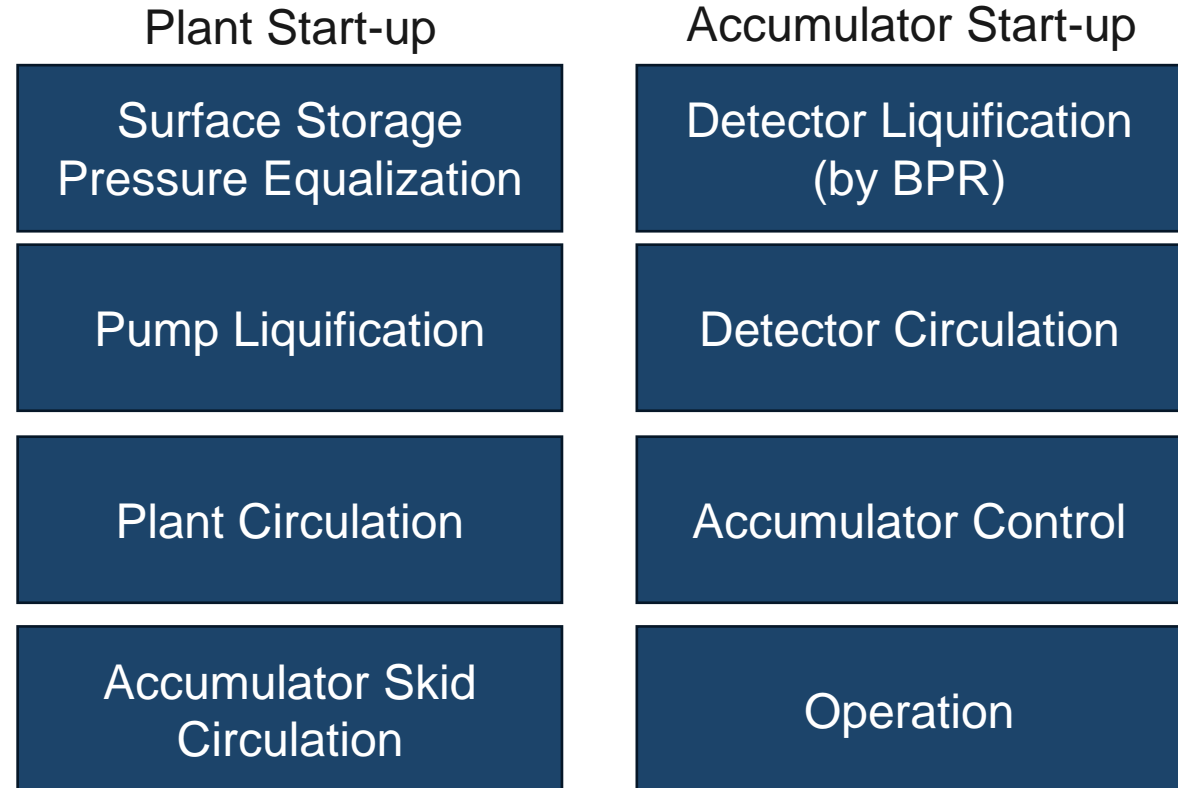 Plant Start-up
Surface Storage
Pressure Equalization
Pump Liquification
Plant Circulation
Accumulator Skid
Circulation
Accumulator Start-up
Detector Liquification
(by BPR)
Detector Circulation
Accumulator Control
Operation